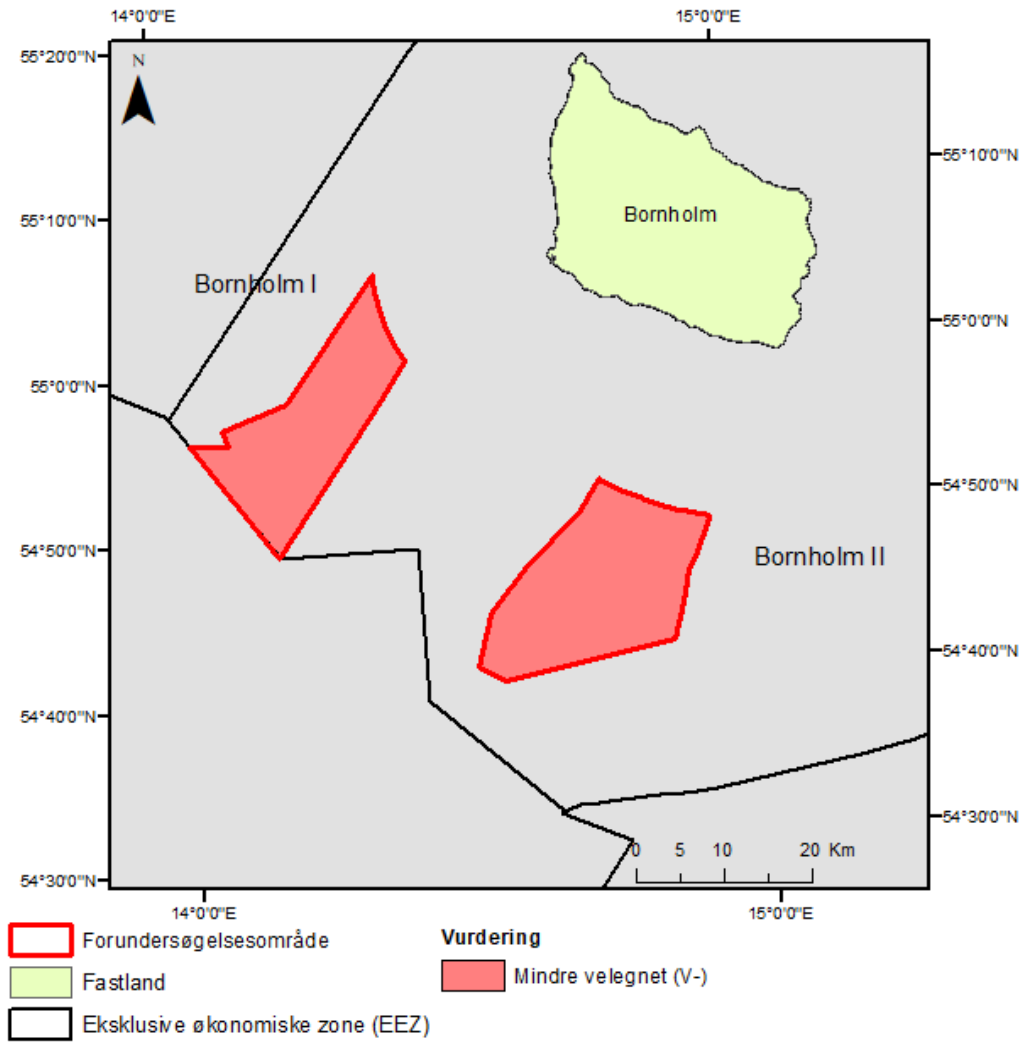 14°0'0"E 15°0'0"E
55°20'0"N
N
55°10'0"N
Bornholm
55°10'0"N
Bornholm I
55°0'0"N
55°0'0"N
54°50'0"N
54°50'0"N
Bornholm II
54°40'0"N
54°40'0"N
54°30'0"N
0 5 10 20 Km
54°30'0"N
14°0'0"E 15°0'0"E
Forundersøgelsesområde
Vurdering
Fastland
Mindre velegnet (V-)
Eksklusive økonomiske zone (EEZ)